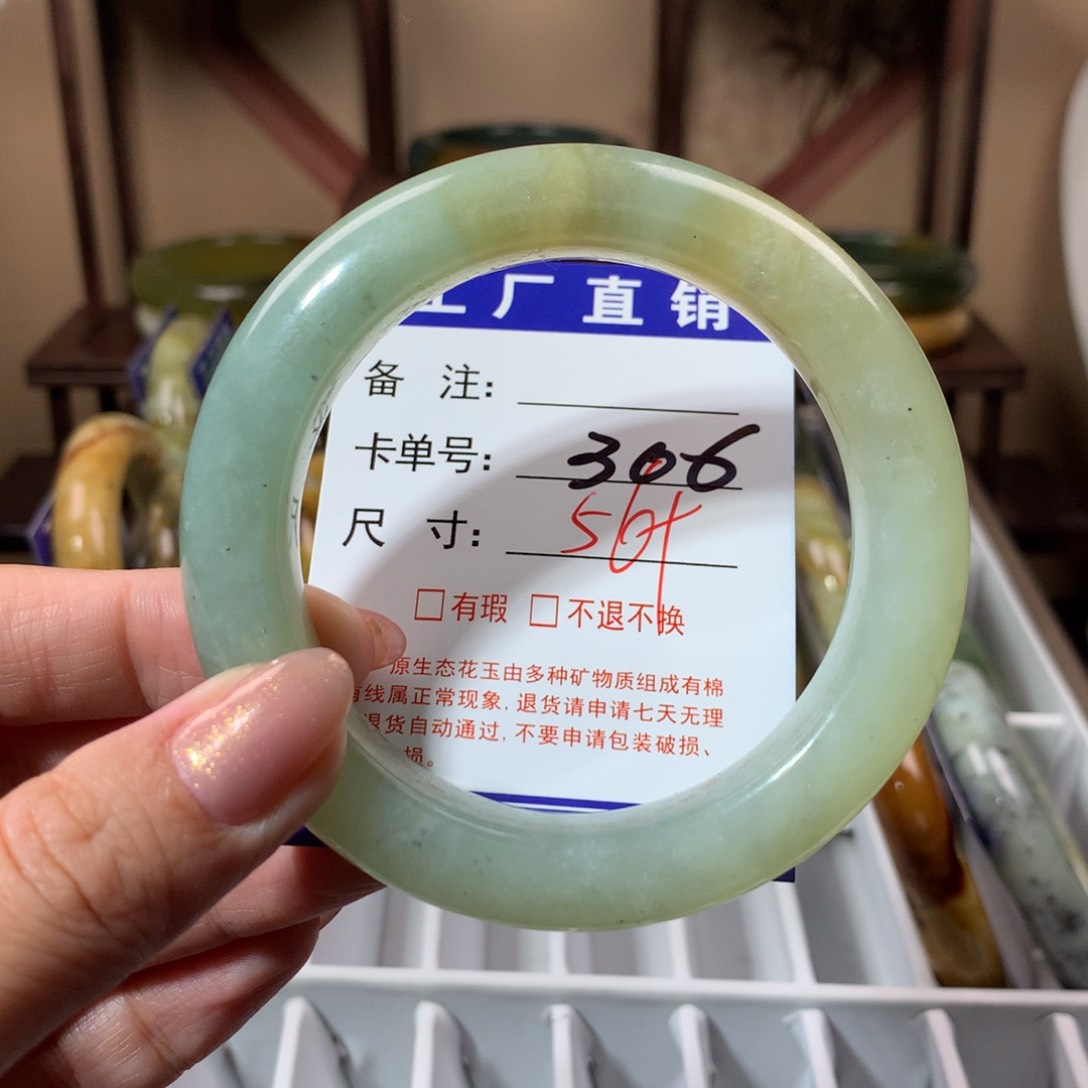 工厂直销
备 注:
卡单号: 306
尺 寸: 56+
□有瑕 □不退不换
原生态花玉由多种矿物质组成有棉
有线属正常现象, 退货请申请七天无理
退货自动通过, 不要申请包装破损、
损。